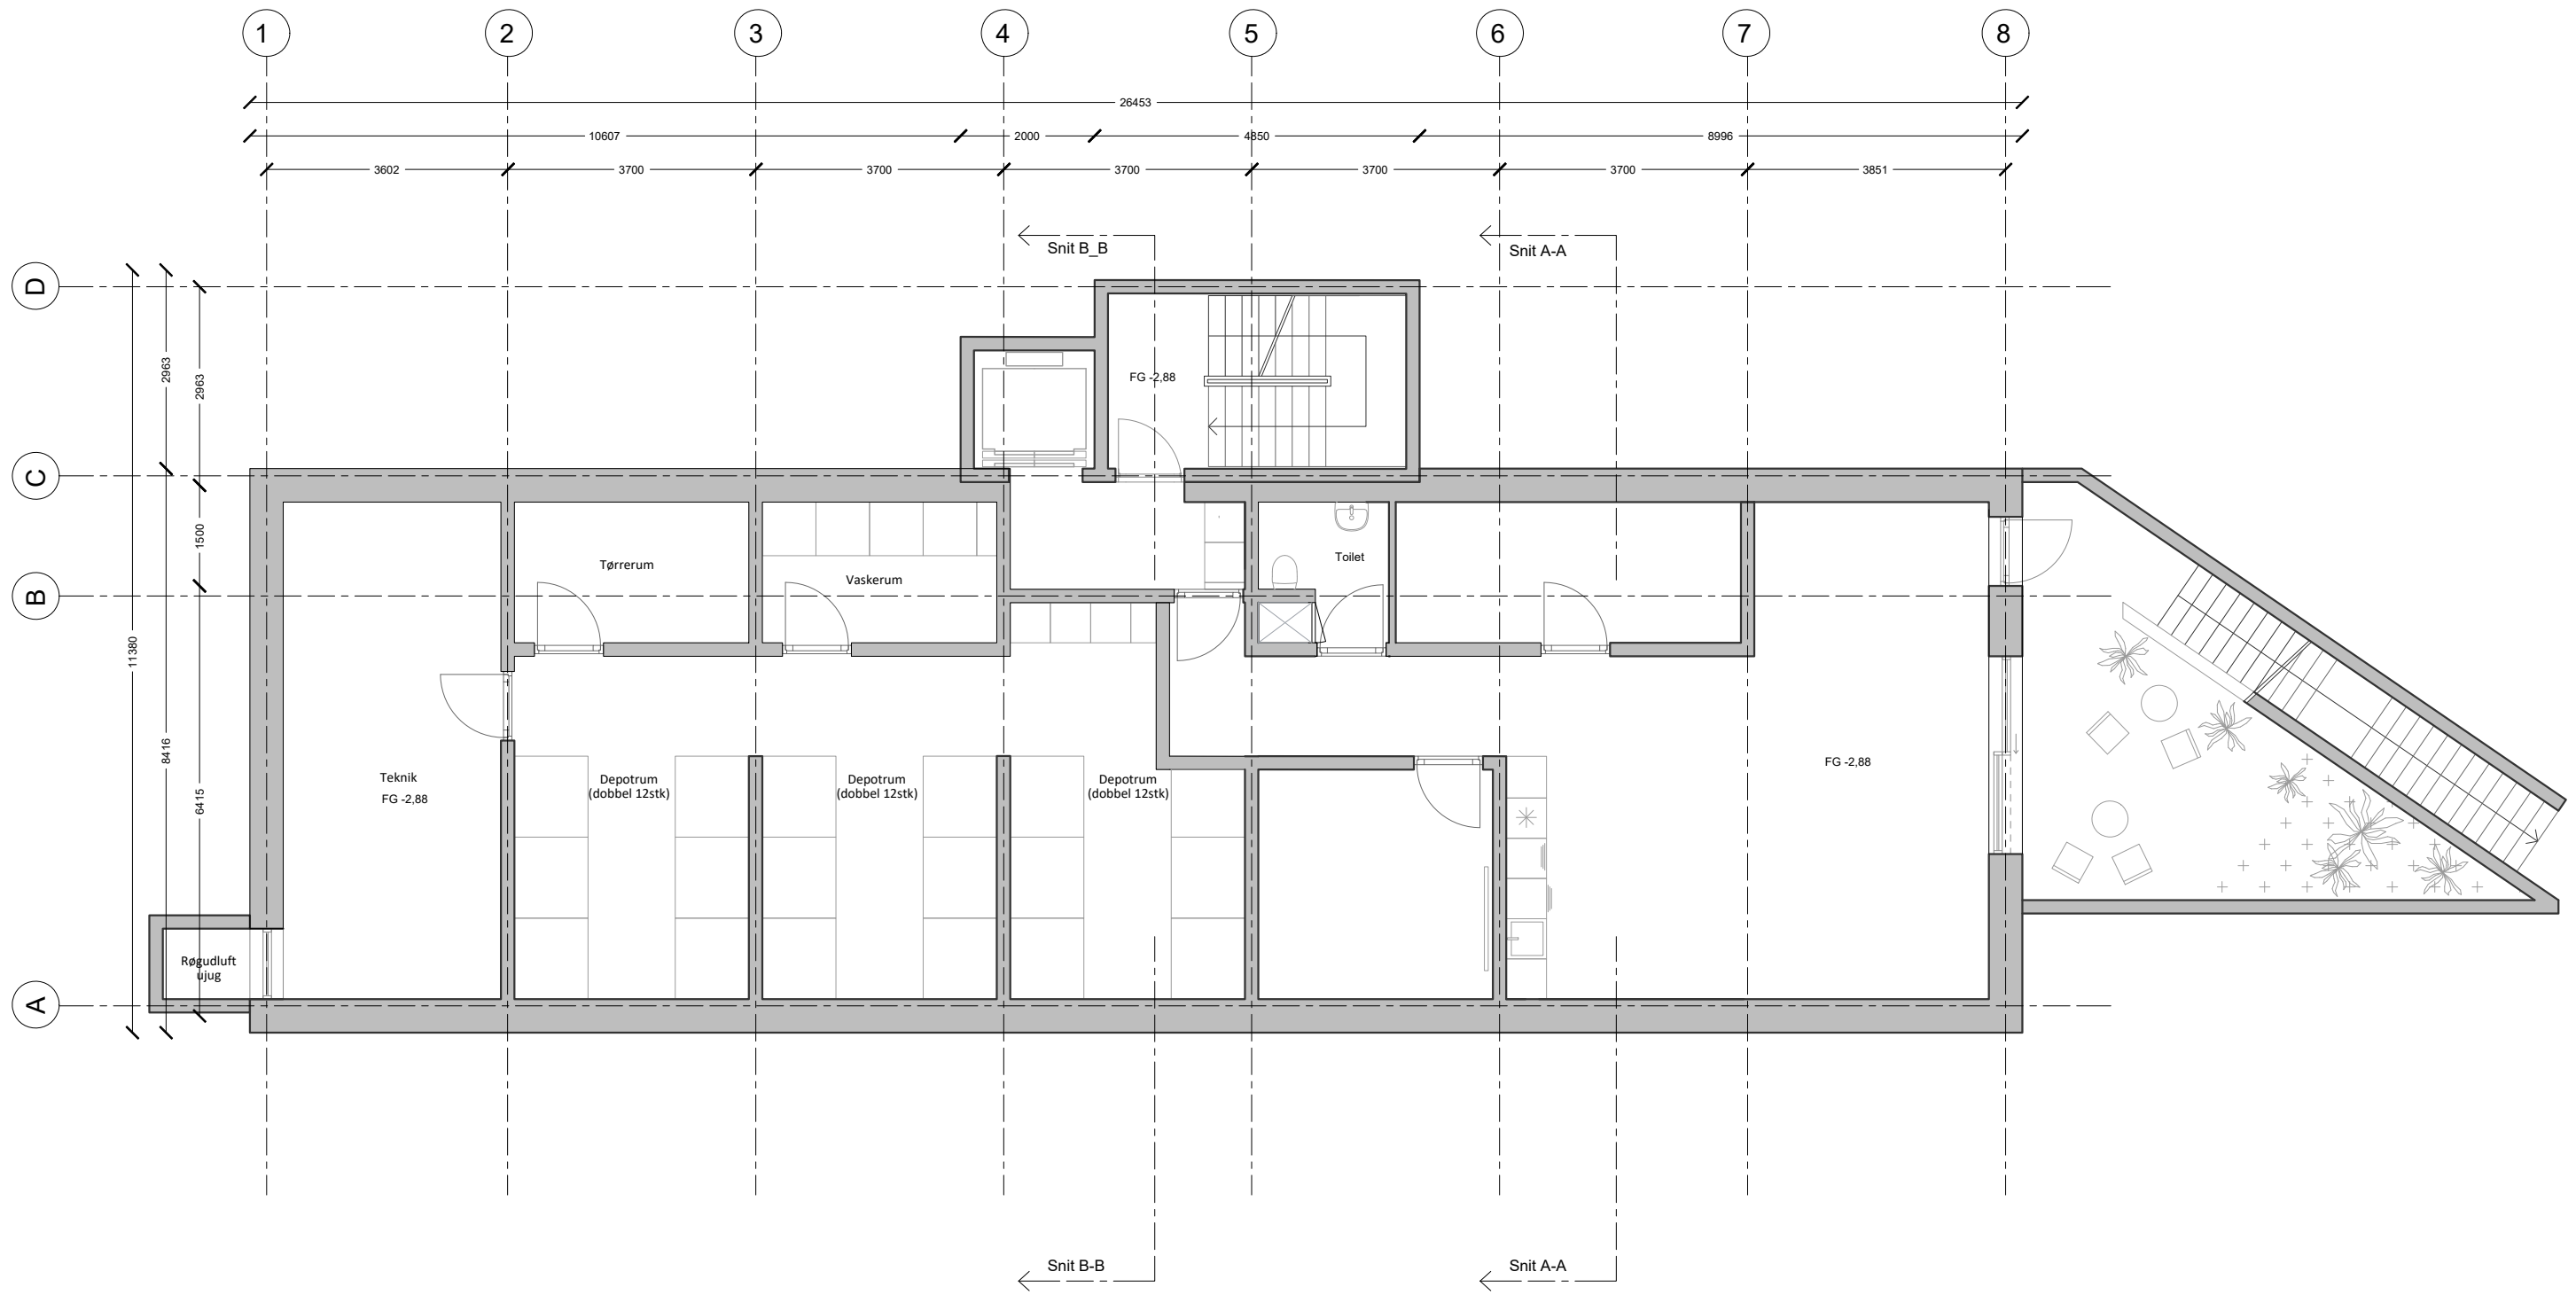 1 2 3 4 5 6 7 8
26453
10607 2000 4850 8996
3602 3700 3700 3700 3700 3700 3851
Snit B_B
Snit A-A
D
2963
2963
FG -2,88
C
1500
Toilet
Tørrerum
Vaskerum
B
11380
8416
6415
Teknik
FG -2,88
Depotrum
(dobbel 12stk)
Depotrum
(dobbel 12stk)
Depotrum
(dobbel 12stk)
FG -2,88
Røgudluft
ujug
A
Snit B-B
Snit A-A